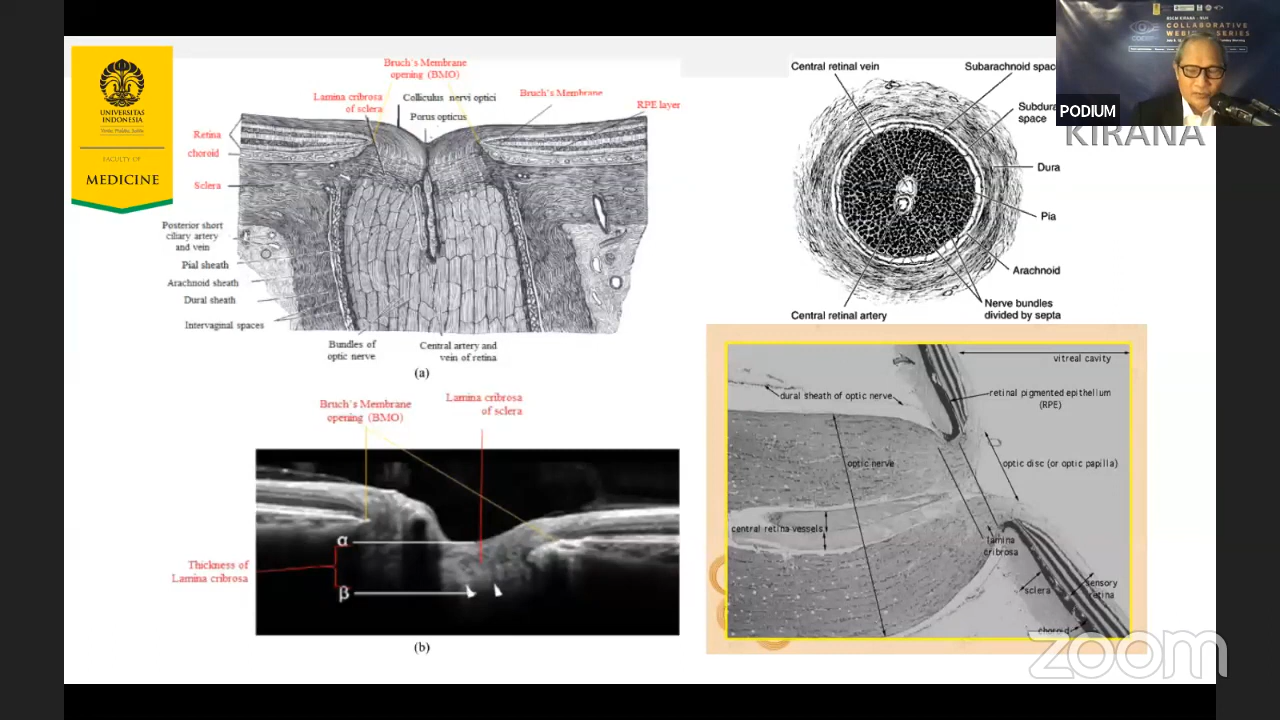 UNIVERSITAS
INDONESIA
FACULTY OF
MEDICINE
Bruch's Membrane
opening (BMO)
Lamina cribrosa
of sclera
Colliculus nervi optici
Porus opticus
Bruch's Membrane
RPE layer
Retina
choroid
Sclera
Posterior short
ciliary artery
and vein
Pial sheath
Arachnoid sheath
Dural sheath
Intervaginal spaces
Bundles of
optic nerve
Central artery and
vein of retina
(a)
Bruch's Membrane
opening (BMO)
Lamina cribrosa
of sclera
α
Thickness of
Lamina cribrosa
β
(b)
Central retinal vein
Subarachnoid space
Subdura
space
Dura
Pia
Arachnoid
Nerve bundles
divided by septa
Central retinal artery
COLLABORATIVE
PODIUM
KIRANA
vitreal cavity
dural sheath of optic nerve
retinal pigmented epithelium
(RPE)
optic nerve
optic disc (or optic papilla)
central retina vessels
lamina
cribrosa
sclera
sensory
retina
choroid
zoom